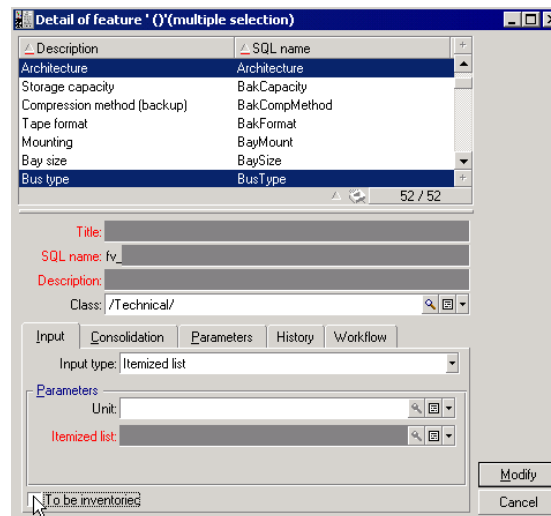 Detail of feature ' ()'(multiple selection)
Description SQL name
Architecture Architecture
Storage capacity BakCapacity
Compression method (backup) BakCompMethod
Tape format BakFormat
Mounting BayMount
Bay size BaySize
Bus type BusType
52 / 52
Title:
SQL name: fv_
Description:
Class: /Technical/
Input Consolidation Parameters History Workflow
Input type: Itemized list
Parameters
Unit:
Itemized list:
To be inventoried
Modify
Cancel